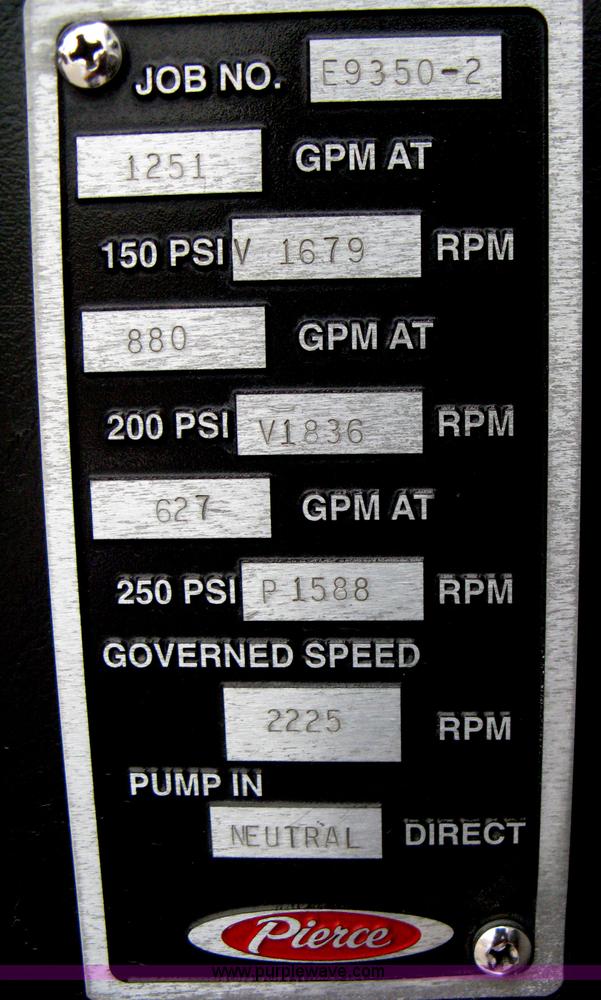 JOB NO. E9350-2
1251 GPM AT
150 PSI V 1679 RPM
880 GPM AT
200 PSI V1836 RPM
627 GPM AT
250 PSI P 1588 RPM
GOVERNED SPEED
2225 RPM
PUMP IN
NEUTRAL DIRECT
Pierce
www.purplewave.com